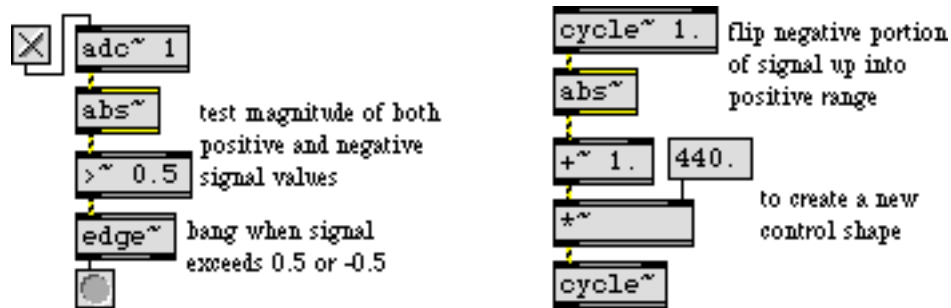 adc~ 1
abs~
test magnitude of both
positive and negative
signal values
>~ 0.5
edge~
bang when signal
exceeds 0.5 or -0.5
cycle~ 1.
flip negative portion
of signal up into
positive range
abs~
+~ 1.
440.
*~
to create a new
control shape
cycle~